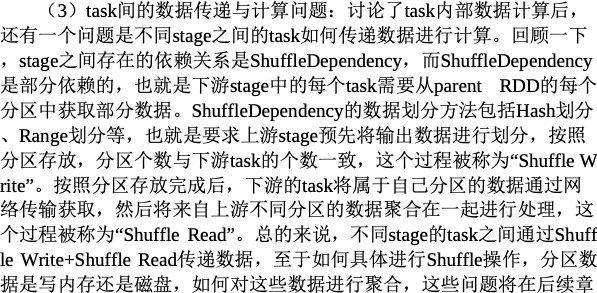 （3）task间的数据传递与计算问题：讨论了task内部数据计算后，
还有一个问题是不同stage之间的task如何传递数据进行计算。回顾一下
，stage之间存在的依赖关系是ShuffleDependency，而ShuffleDependency
是部分依赖的，也就是下游stage中的每个task需要从parent RDD的每个
分区中获取部分数据。ShuffleDependency的数据划分方法包括Hash划分
、Range划分等，也就是要求上游stage预先将输出数据进行划分，按照
分区存放，分区个数与下游task的个数一致，这个过程被称为“Shuffle W
rite”。按照分区存放完成后，下游的task将属于自己分区的数据通过网
络传输获取，然后将来自上游不同分区的数据聚合在一起进行处理，这
个过程被称为“Shuffle Read”。总的来说，不同stage的task之间通过Shuff
le Write+Shuffle Read传递数据，至于如何具体进行Shuffle操作，分区数
据是写内存还是磁盘，如何对这些数据进行聚合，这些问题将在后续章